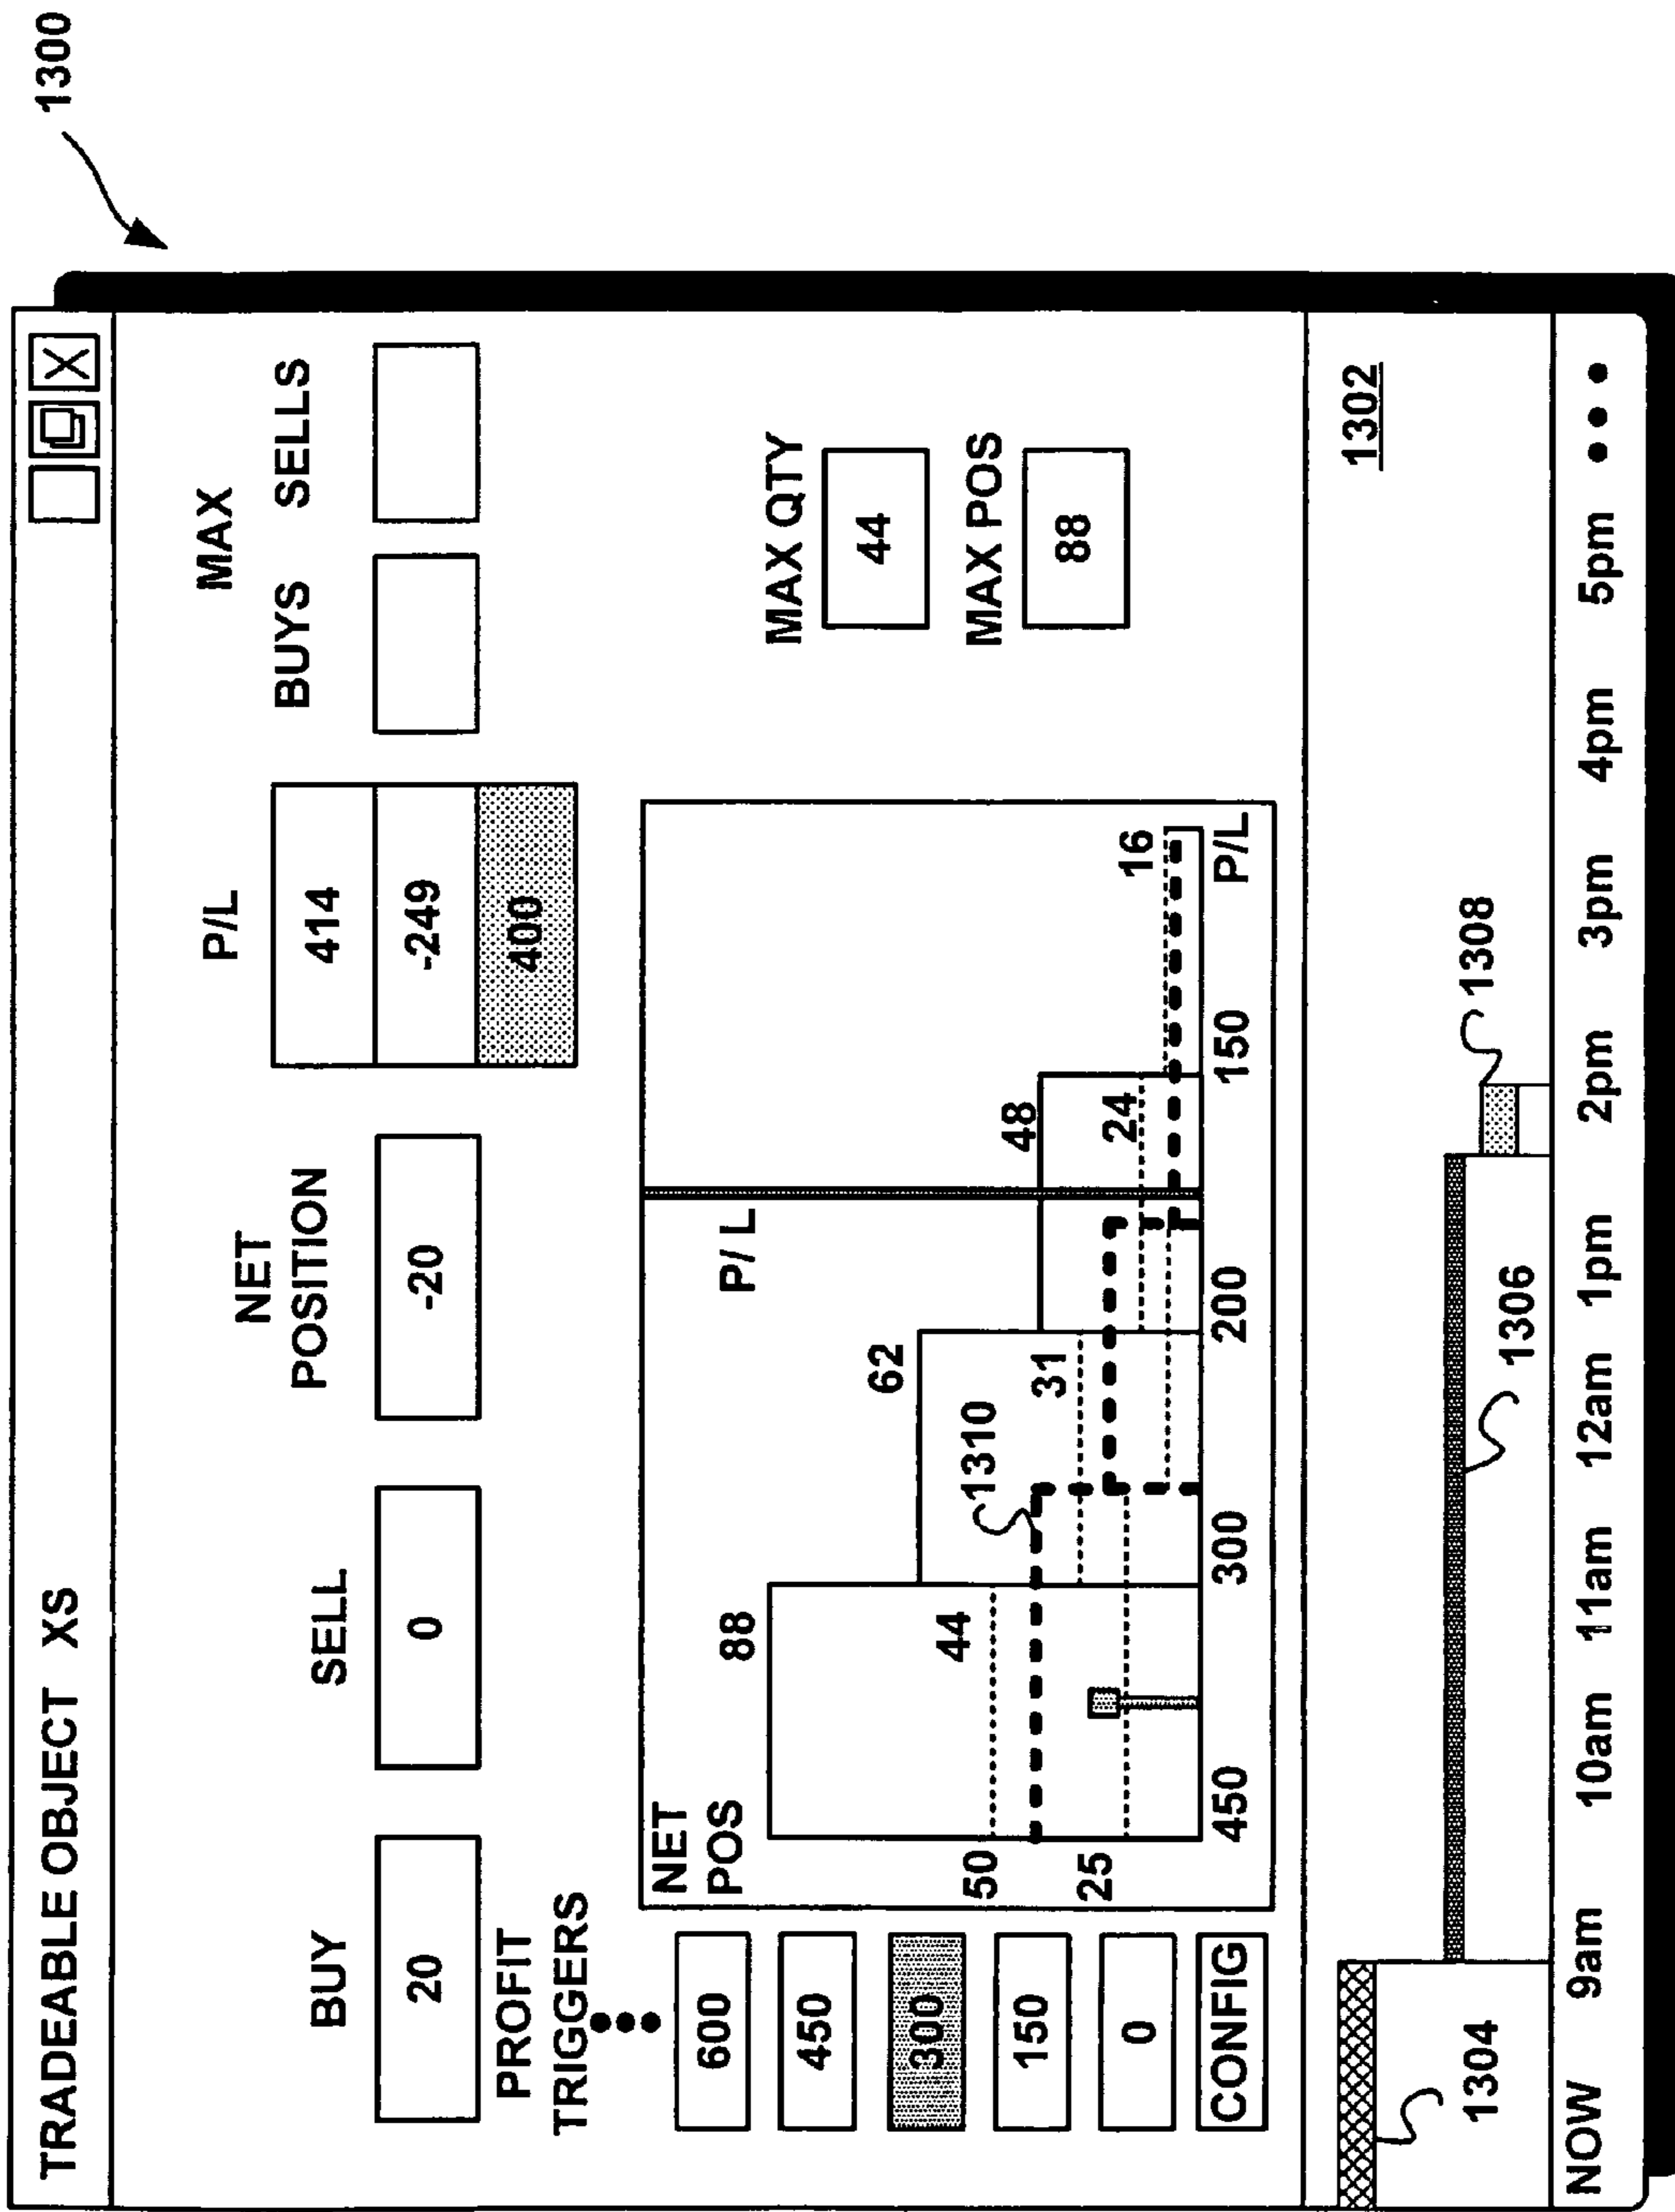 1300
TRADEABLE OBJECT XS
X
MAX
BUY
SELL
NET
POSITION
P/L
BUYS
SELLS
20
0
-20
414
-249
400
PROFIT
TRIGGERS
600
450
300
150
0
CONFIG
NET
POS
P/ L
88
62
48
50
44
1310
31
24
16
25
450
300
200
150
P/L
MAX QTY
44
MAX POS
88
1302
1304
1306
1308
NOW 9am 10am 11am 12am 1pm 2pm 3pm 4pm 5pm